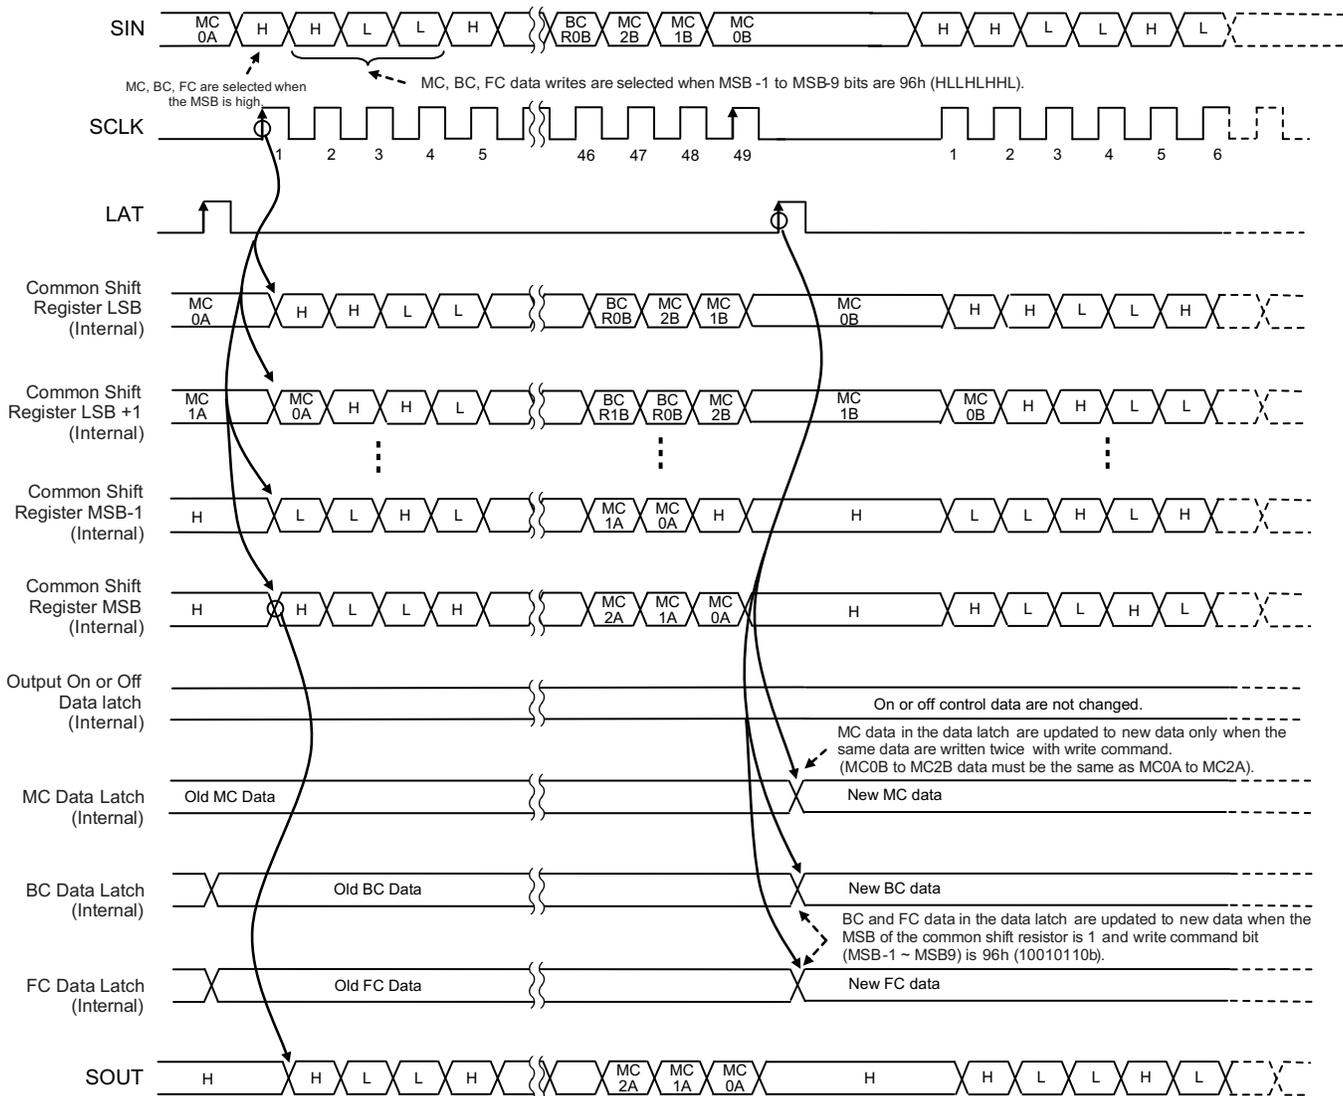 SIN MC 0A H H L L H BC R0B MC 2B MC 1B MC 0B H H L L H L
MC, BC, FC are selected when
the MSB is high.
MC, BC, FC data writes are selected when MSB -1 to MSB-9 bits are 96h (HLLHLHHL).
SCLK
1 2 3 4 5 46 47 48 49 1 2 3 4 5 6
LAT
Common Shift
Register LSB
(Internal)
MC 0A H H L L BC R0B MC 2B MC 1B MC 0B H H L L H
Common Shift
Register LSB +1
(Internal)
MC 1A MC 0A H H L BC R1B BC R0B MC 2B MC 1B MC 0B H H L L
Common Shift
Register MSB-1
(Internal)
H L L H L MC 1A MC 0A H H L L H L H
Common Shift
Register MSB
(Internal)
H H L L H MC 2A MC 1A MC 0A H H L L H L
Output On or Off
Data latch
(Internal)
On or off control data are not changed.
MC data in the data latch are updated to new data only when the
same data are written twice with write command.
(MC0B to MC2B data must be the same as MC0A to MC2A).
MC Data Latch
(Internal)
Old MC Data New MC data
BC Data Latch
(Internal)
Old BC Data New BC data
BC and FC data in the data latch are updated to new data when the
MSB of the common shift resistor is 1 and write command bit
(MSB-1 ~ MSB9) is 96h (10010110b).
FC Data Latch
(Internal)
Old FC Data New FC data
SOUT H H L L H MC 2A MC 1A MC 0A H H L L H L